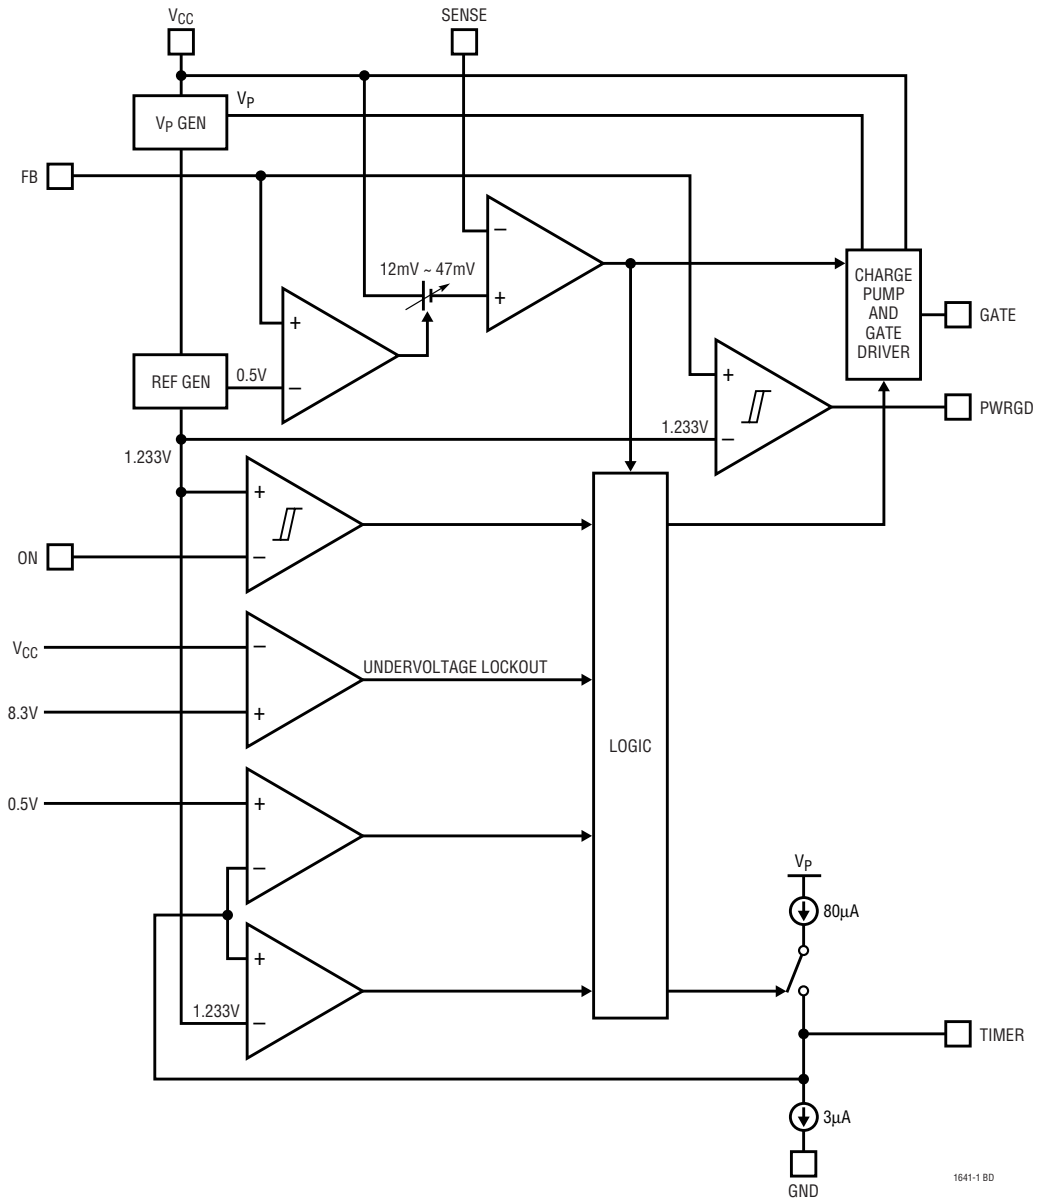 VCC
SENSE
VP GEN
VP
FB
12mV ~ 47mV
–
+
+
–
REF GEN
0.5V
CHARGE
PUMP
AND
GATE
DRIVER
GATE
+
–
1.233V
PWRGD
1.233V
+
–
ON
VCC
–
UNDERVOLTAGE LOCKOUT
8.3V
+
LOGIC
0.5V
+
–
+
1.233V
–
VP
80µA
TIMER
3µA
GND
1641-1 BD